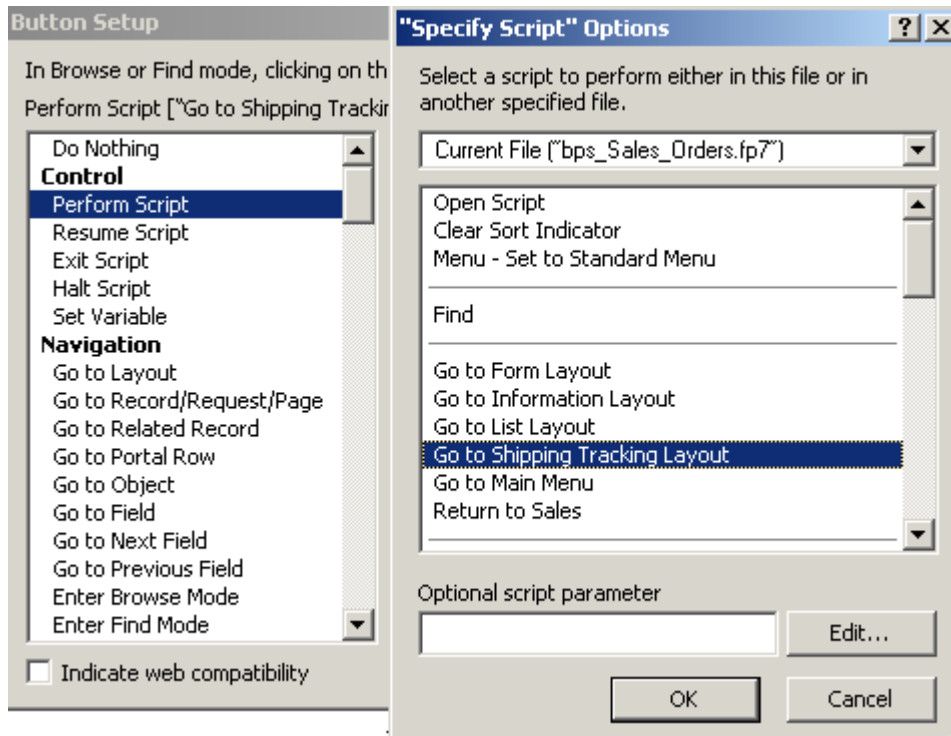 Button Setup
In Browse or Find mode, clicking on th
Perform Script ["Go to Shipping Trackin
Do Nothing
Control
Perform Script
Resume Script
Exit Script
Halt Script
Set Variable
Navigation
Go to Layout
Go to Record/Request/Page
Go to Related Record
Go to Portal Row
Go to Object
Go to Field
Go to Next Field
Go to Previous Field
Enter Browse Mode
Enter Find Mode
Indicate web compatibility
"Specify Script" Options
Select a script to perform either in this file or in
another specified file.
Current File ("bps_Sales_Orders.fp7")
Open Script
Clear Sort Indicator
Menu - Set to Standard Menu
Find
Go to Form Layout
Go to Information Layout
Go to List Layout
Go to Shipping Tracking Layout
Go to Main Menu
Return to Sales
Optional script parameter
Edit...
OK
Cancel